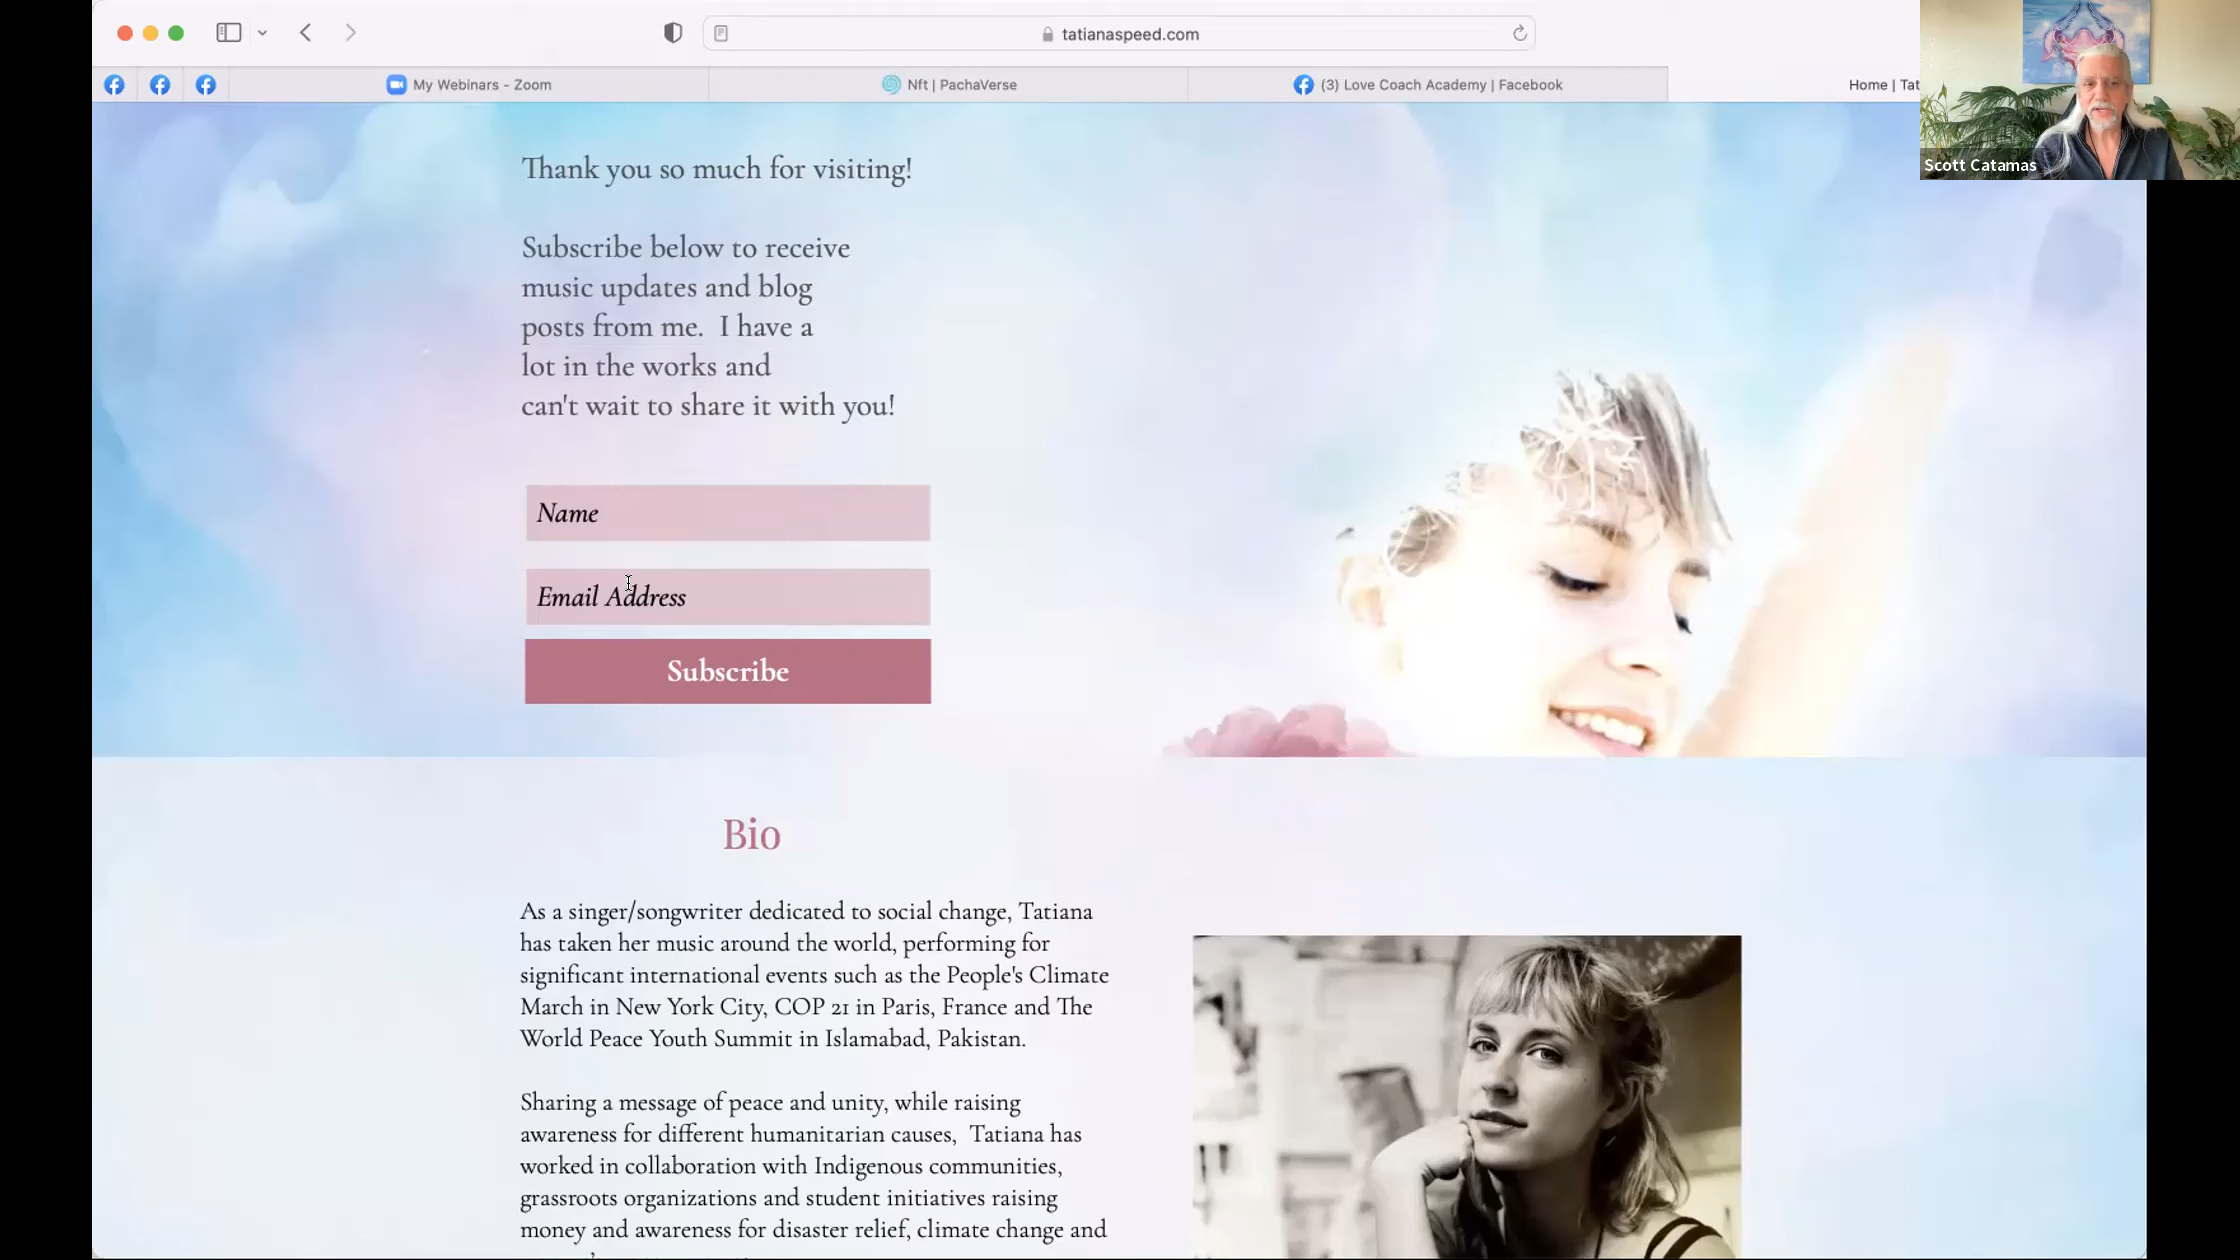 tatianaspeed.com
My Webinars - Zoom
Nft | PachaVerse
(3) Love Coach Academy | Facebook
Home | Tat
Scott Catamas
Thank you so much for visiting!
Subscribe below to receive
music updates and blog
posts from me.  I have a
lot in the works and
can't wait to share it with you!
Name
Email Address
Subscribe
Bio
As a singer/songwriter dedicated to social change, Tatiana
has taken her music around the world, performing for
significant international events such as the People's Climate
March in New York City, COP 21 in Paris, France and The
World Peace Youth Summit in Islamabad, Pakistan.
Sharing a message of peace and unity, while raising
awareness for different humanitarian causes,  Tatiana has
worked in collaboration with Indigenous communities,
grassroots organizations and student initiatives raising
money and awareness for disaster relief, climate change and